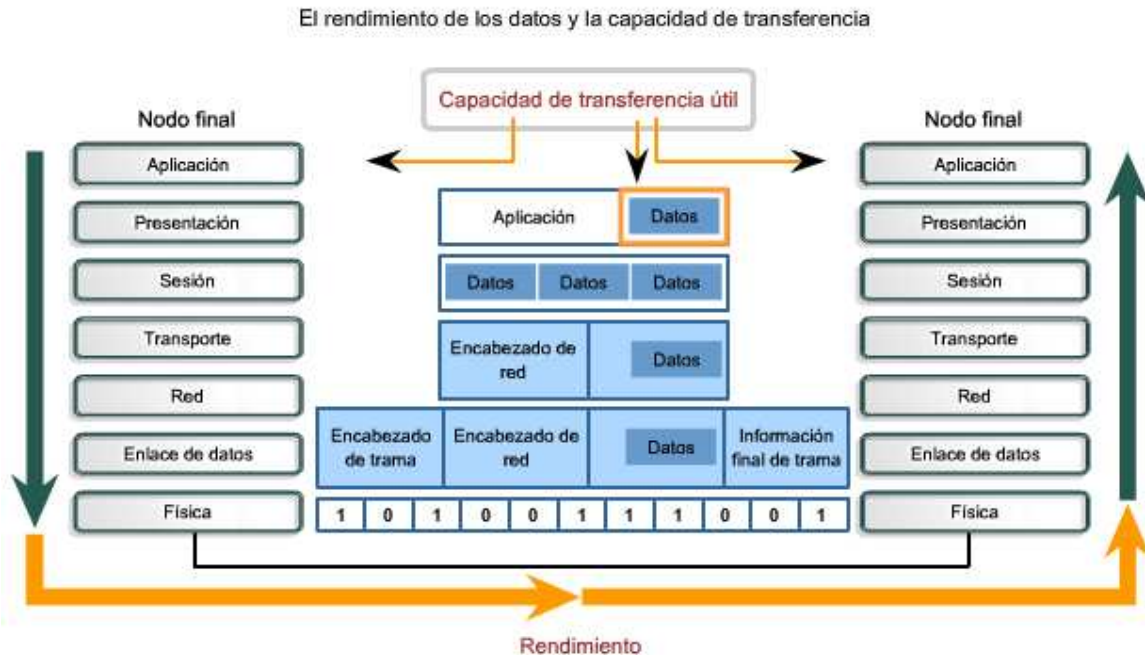 El rendimiento de los datos y la capacidad de transferencia
Capacidad de transferencia útil
Nodo final
Aplicación
Presentación
Sesión
Transporte
Red
Enlace de datos
Física
Aplicación
Datos
Datos Datos Datos
Encabezado de
red
Datos
Encabezado
de trama
Encabezado de
red
Datos
Información
final de trama
1 0 1 0 0 1 1 1 0 0 1
Nodo final
Aplicación
Presentación
Sesión
Transporte
Red
Enlace de datos
Física
Rendimiento